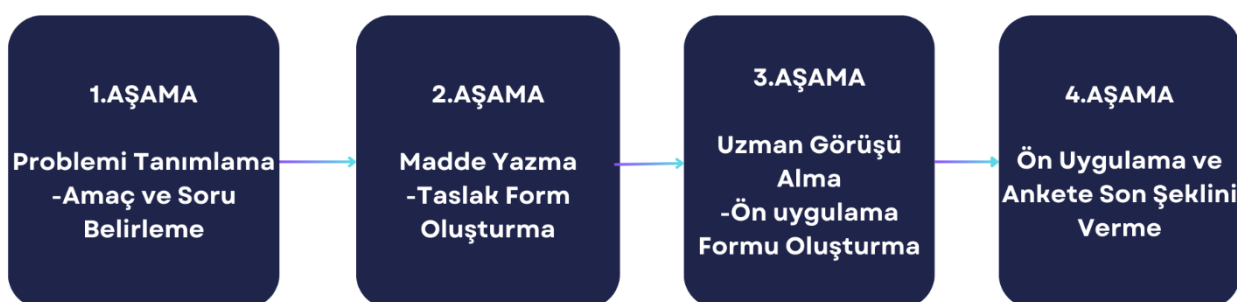 1.AŞAMA
Problemi Tanımlama
-Amaç ve Soru
Belirleme
2.AŞAMA
Madde Yazma
-Taslak Form
Oluşturma
3.AŞAMA
Uzman Görüşü
Alma
-Ön uygulama
Formu Oluşturma
4.AŞAMA
Ön Uygulama ve
Ankete Son Şeklini
Verme